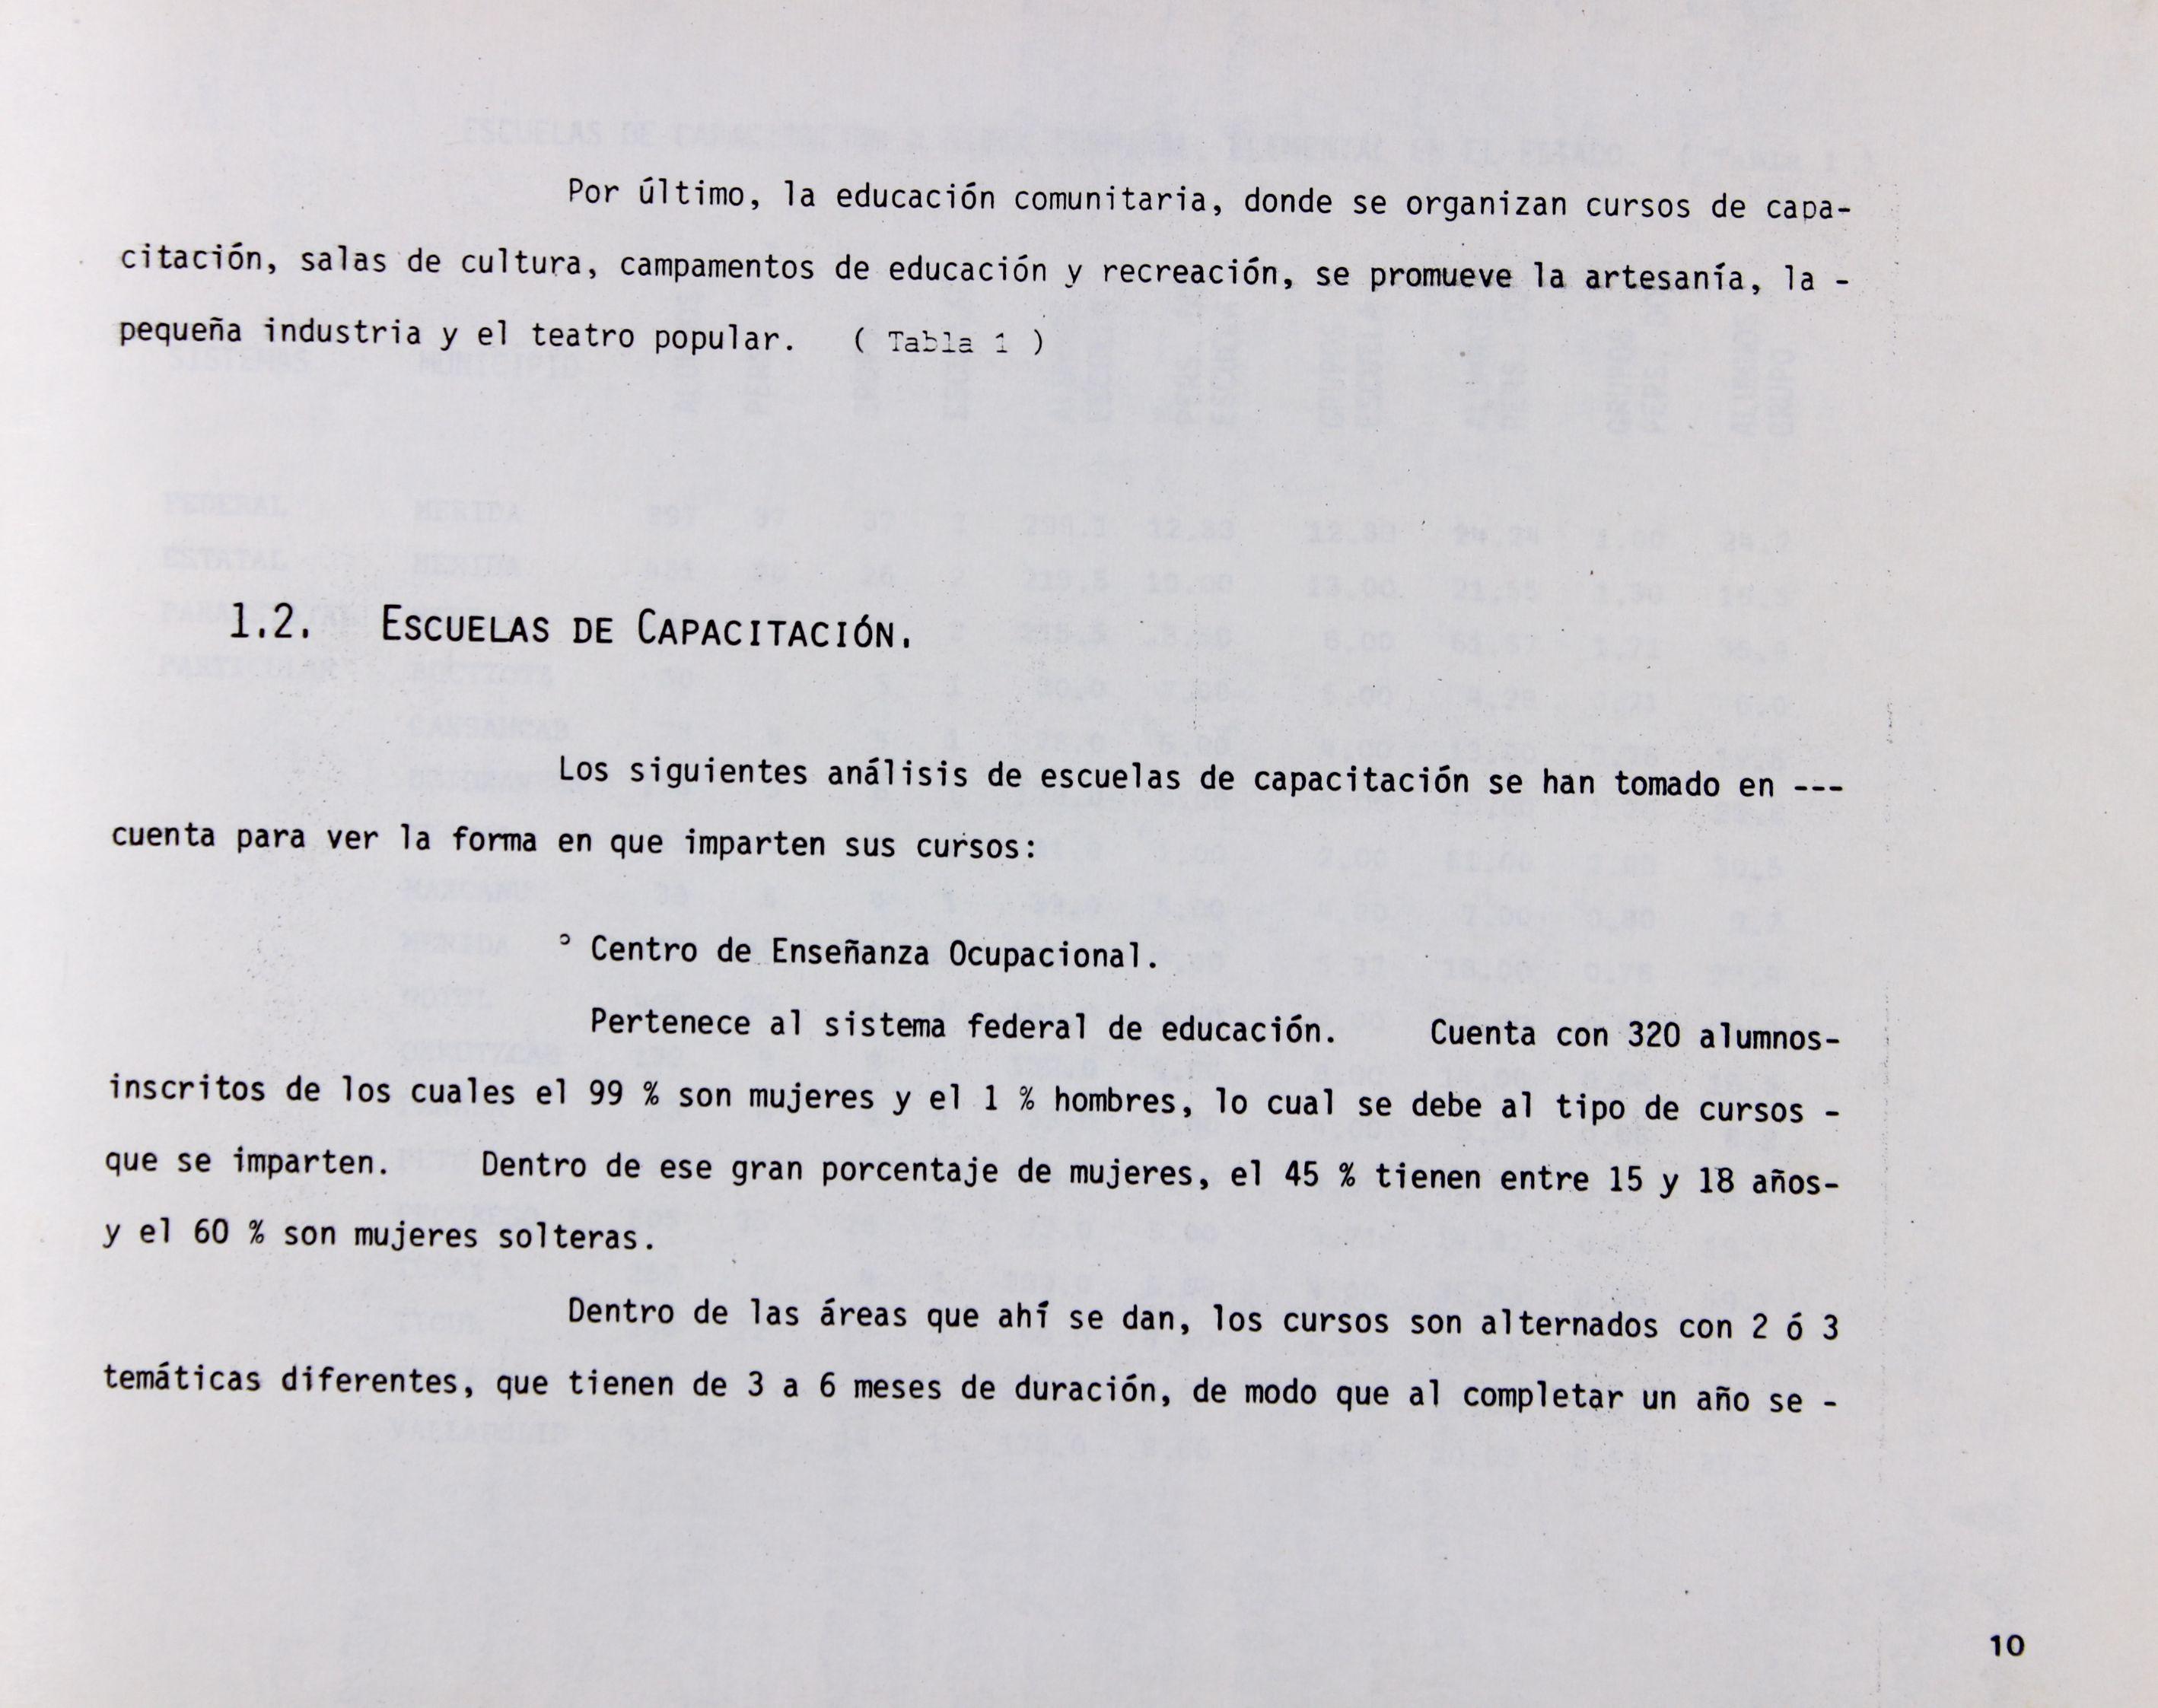 Por último, la educación comunitaria, donde se organizan cursos de capa-
citación, salas de cultura, campamentos de educación y recreación, se promueve la artesanía, la -
pequeña industria y el teatro popular. ( Tabla 1 )
1.2. ESCUELAS DE CAPACITACIÓN.
Los siguientes análisis de escuelas de capacitación se han tomado en ---
cuenta para ver la forma en que imparten sus cursos:
° Centro de Enseñanza Ocupacional.
Pertenece al sistema federal de educación. Cuenta con 320 alumnos-
inscritos de los cuales el 99 % son mujeres y el 1 % hombres, lo cual se debe al tipo de cursos -
que se imparten. Dentro de ese gran porcentaje de mujeres, el 45 % tienen entre 15 y 18 años-
y el 60 % son mujeres solteras.
Dentro de las áreas que ahí se dan, los cursos son alternados con 2 ó 3
temáticas diferentes, que tienen de 3 a 6 meses de duración, de modo que al completar un año se -
10